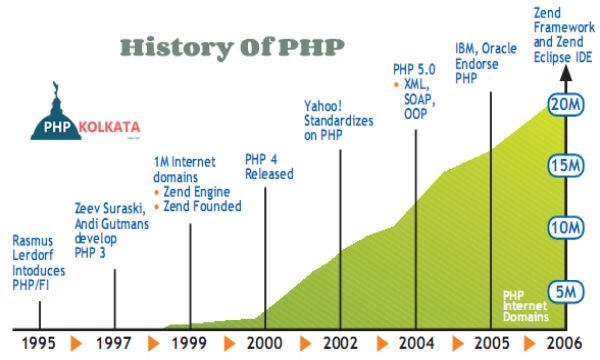 History Of PHP
PHP KOLKATA
Rasmus
Lerdorf
Intoduces
PHP/FI
Zeev Suraski,
Andi Gutmans
develop
PHP 3
1M Internet
domains
Zend Engine
Zend Founded
PHP 4
Released
Yahoo!
Standardizes
on PHP
PHP 5.0
XML,
SOAP,
OOP
IBM, Oracle
Endorse
PHP
Zend
Framework
and Zend
Eclipse IDE
20M
15M
10M
5M
PHP
Internet
Domains
1995 1997 1999 2000 2002 2004 2005 2006